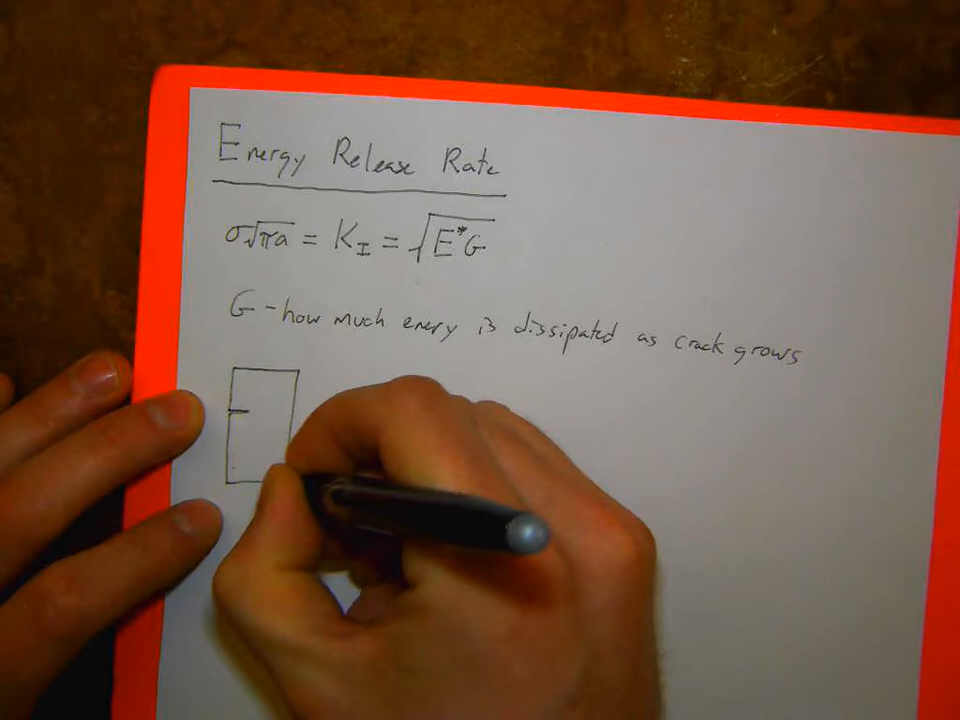 Energy Release Rate
σ√πa = K_I = √E*G
G - how much enery is dissipated as crack grows